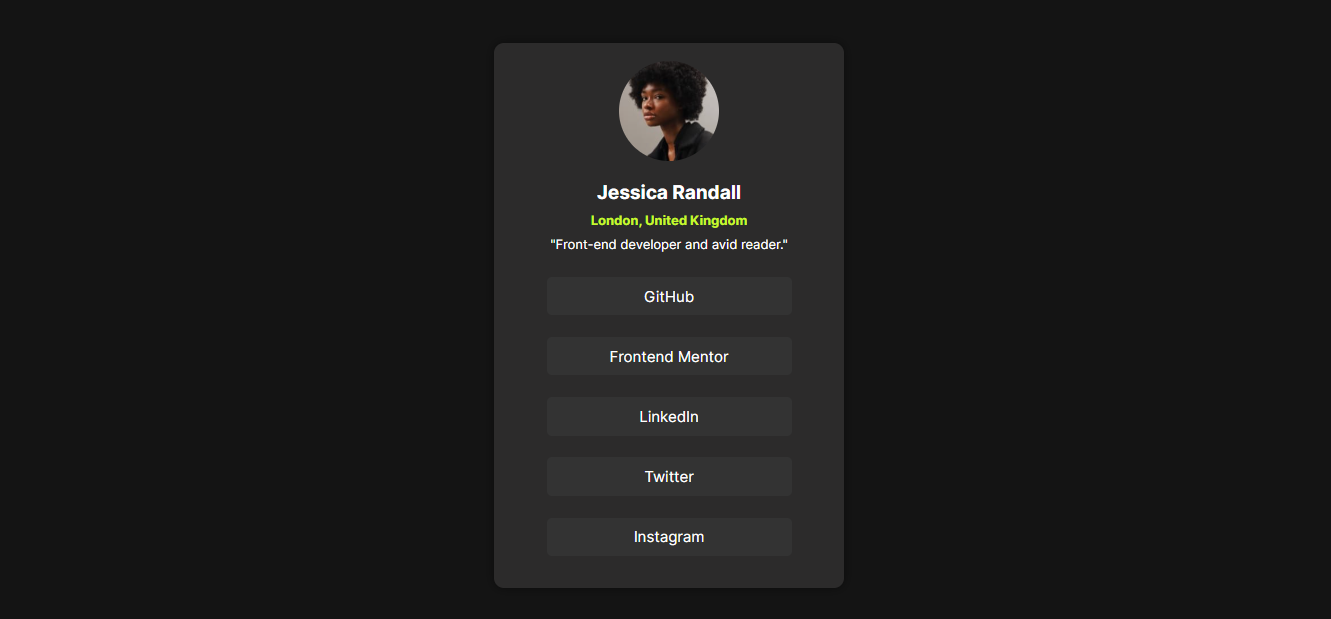 Jessica Randall
London, United Kingdom
"Front-end developer and avid reader."
GitHub
Frontend Mentor
LinkedIn
Twitter
Instagram